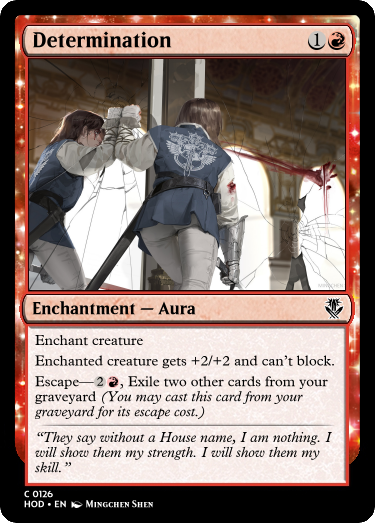 Determination 1
MINGCHEN
Enchantment — Aura
Enchant creature
Enchanted creature gets +2/+2 and can't block.
Escape—2, Exile two other cards from your
graveyard (You may cast this card from your
graveyard for its escape cost.)
“They say without a House name, I am nothing. I
will show them my strength. I will show them my
skill.”
C 0126
HOD • EN Mingchen Shen